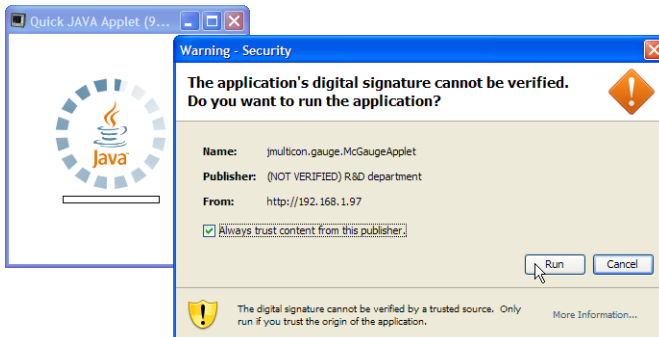 Quick JAVA Applet (9...
Java
Warning - Security
The application's digital signature cannot be verified.
Do you want to run the application?
Name: jmulticon.gauge.McGaugeApplet
Publisher: (NOT VERIFIED) R&D department
From: http://192.168.1.97
Always trust content from this publisher.
Run Cancel
The digital signature cannot be verified by a trusted source. Only
run if you trust the origin of the application.
More Information...